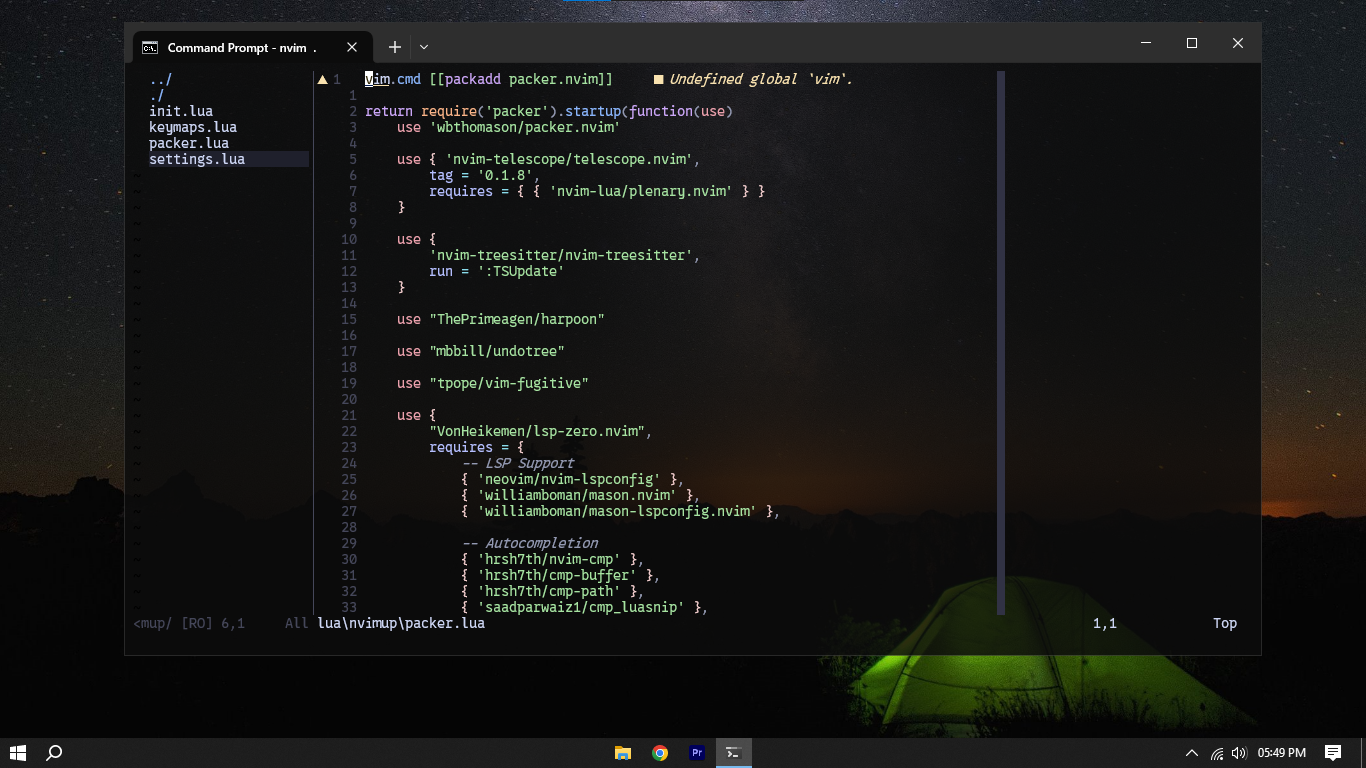 Command Prompt - nvim .
../
./
init.lua
keymaps.lua
packer.lua
settings.lua
1 vim.cmd [[packadd packer.nvim]] ■ Undefined global `vim`.
1
2 return require('packer').startup(function(use)
3 use 'wbthomason/packer.nvim'
4
5 use { 'nvim-telescope/telescope.nvim',
6 tag = '0.1.8',
7 requires = { { 'nvim-lua/plenary.nvim' } }
8 }
9
10 use {
11 'nvim-treesitter/nvim-treesitter',
12 run = ':TSUpdate'
13 }
14
15 use "ThePrimeagen/harpoon"
16
17 use "mbbill/undotree"
18
19 use "tpope/vim-fugitive"
20
21 use {
22 "VonHeikemen/lsp-zero.nvim",
23 requires = {
24 -- LSP Support
25 { 'neovim/nvim-lspconfig' },
26 { 'williamboman/mason.nvim' },
27 { 'williamboman/mason-lspconfig.nvim' },
28
29 -- Autocompletion
30 { 'hrsh7th/nvim-cmp' },
31 { 'hrsh7th/cmp-buffer' },
32 { 'hrsh7th/cmp-path' },
33 { 'saadparwaiz1/cmp_luasnip' },
<mup/ [RO] 6,1 All lua\nvimup\packer.lua 1,1 Top
Pr
05:49 PM